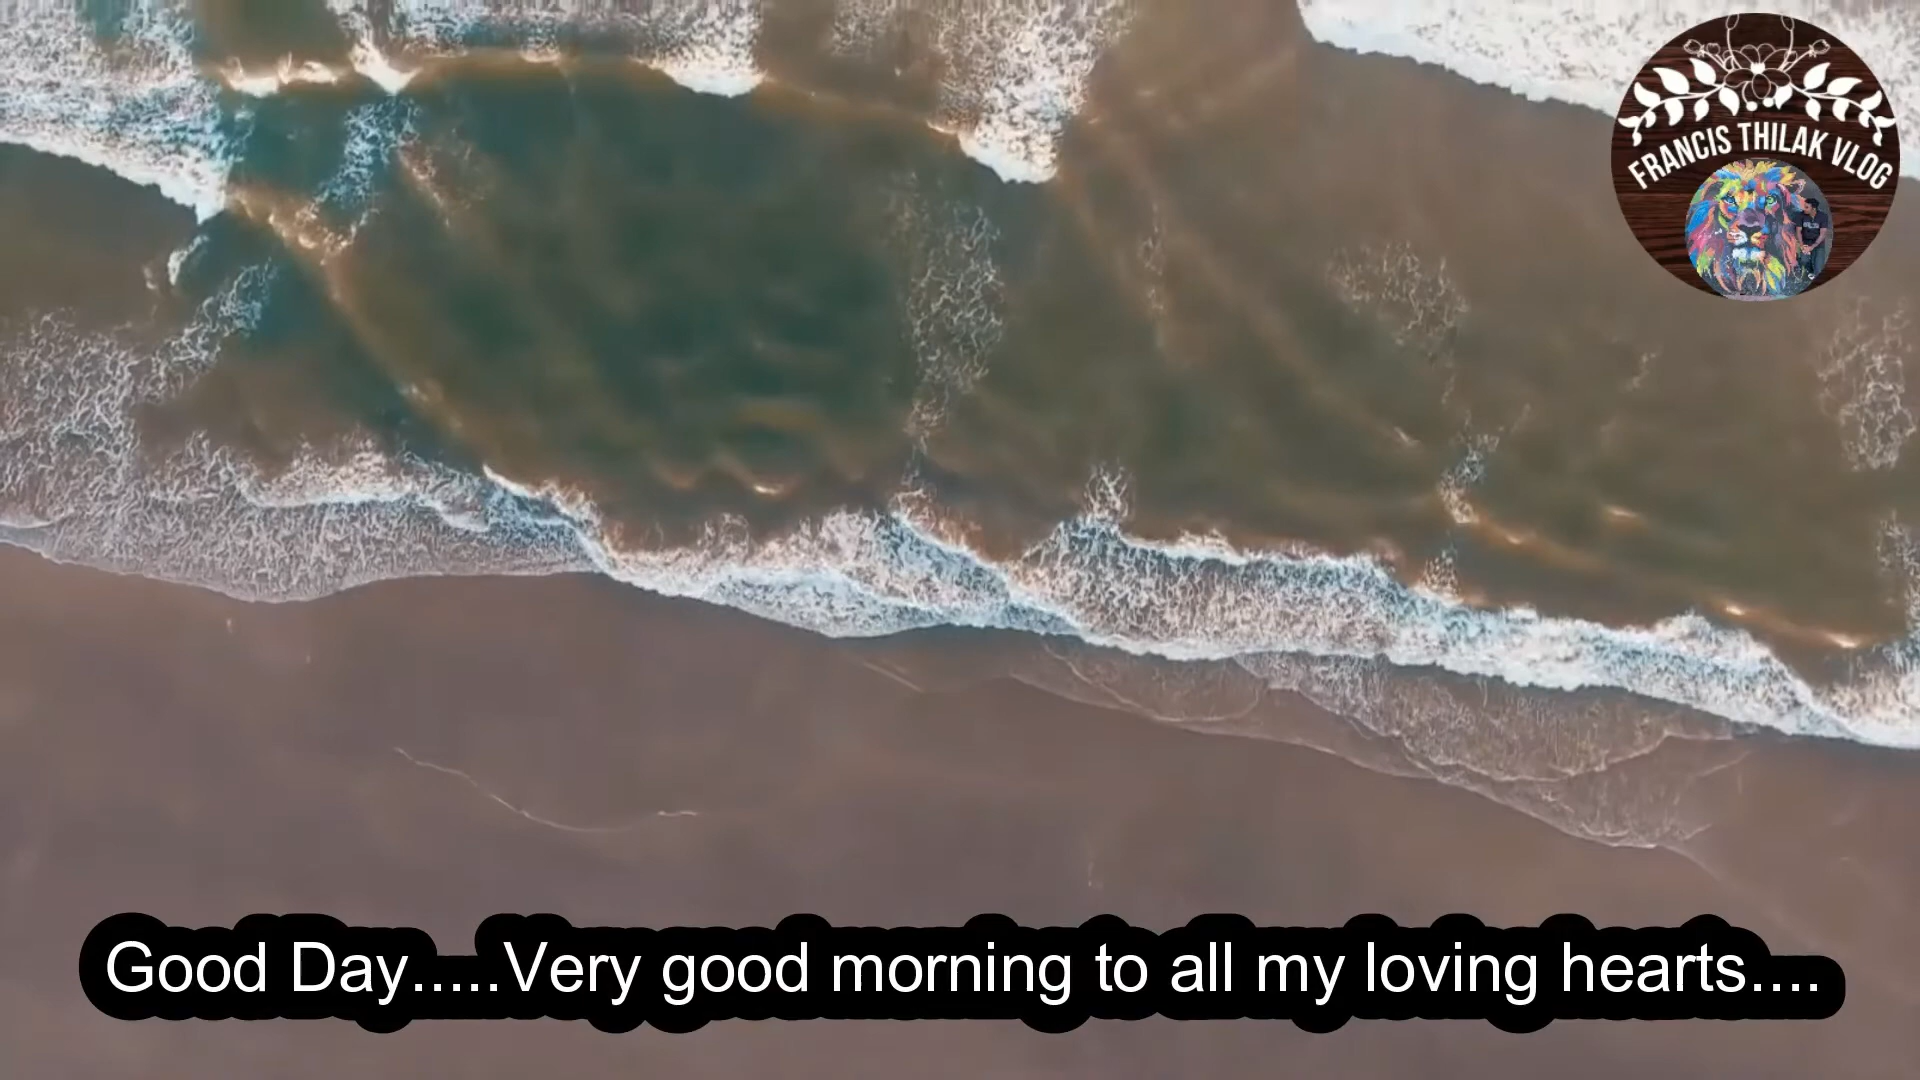 FRANCIS THILAK VLOG
Good Day.....Very good morning to all my loving hearts....